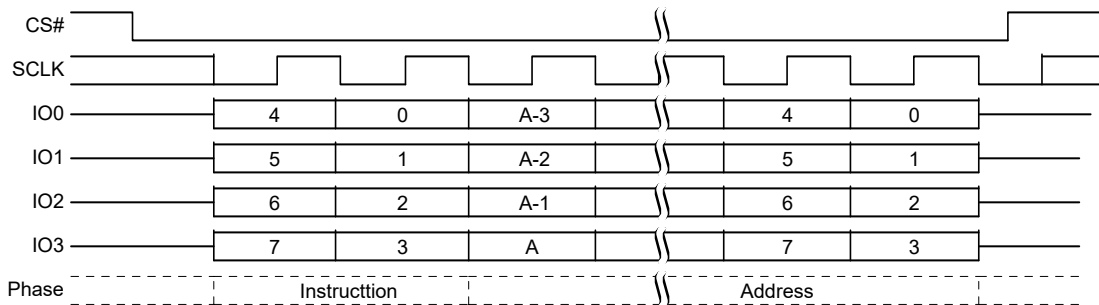 CS#
SCLK
IO0 4 0 A-3 4 0
IO1 5 1 A-2 5 1
IO2 6 2 A-1 6 2
IO3 7 3 A 7 3
Phase Instructtion Address